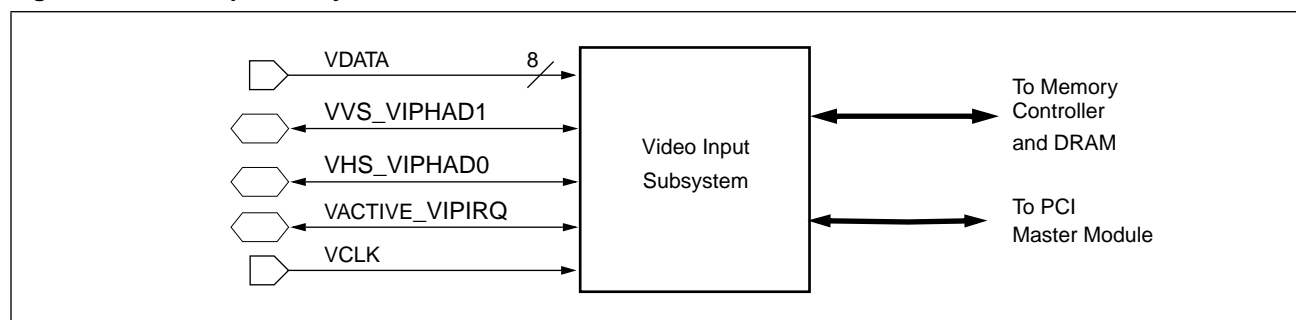 VDATA
8
VVS_VIPHAD1
VHS_VIPHAD0
VACTIVE_VIPIRQ
VCLK
Video Input
Subsystem
To Memory
Controller
and DRAM
To PCI
Master Module